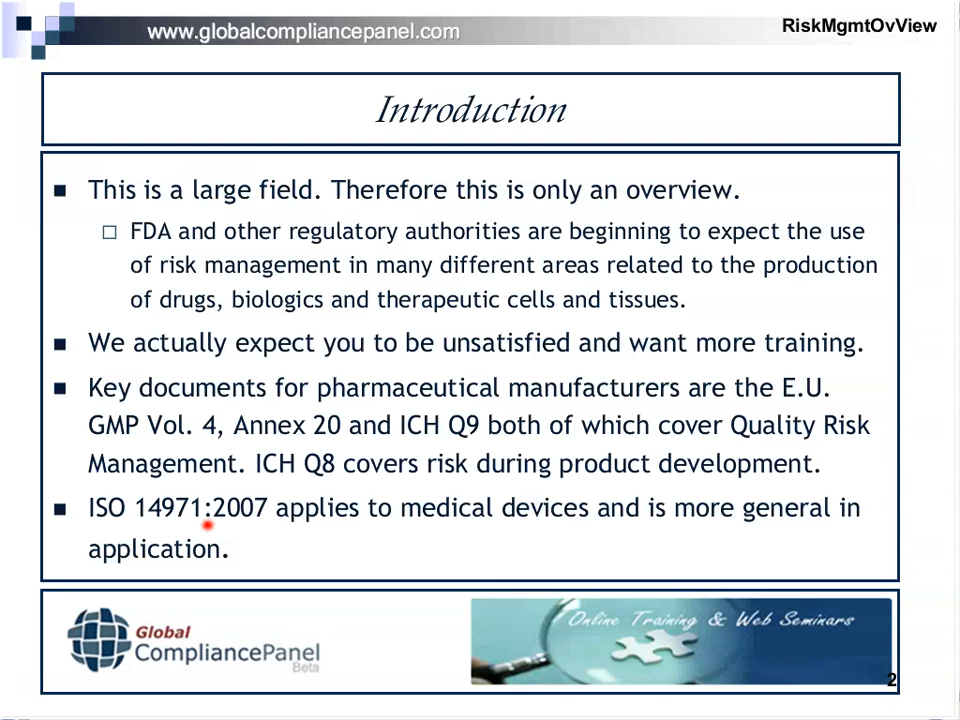 www.globalcompliancepanel.com
RiskMgmtOvView
Introduction
This is a large field. Therefore this is only an overview.
FDA and other regulatory authorities are beginning to expect the use
of risk management in many different areas related to the production
of drugs, biologics and therapeutic cells and tissues.
We actually expect you to be unsatisfied and want more training.
Key documents for pharmaceutical manufacturers are the E.U.
GMP Vol. 4, Annex 20 and ICH Q9 both of which cover Quality Risk
Management. ICH Q8 covers risk during product development.
ISO 14971:2007 applies to medical devices and is more general in
application.
Global
CompliancePanel
Beta
Online Training & Web Seminars
2